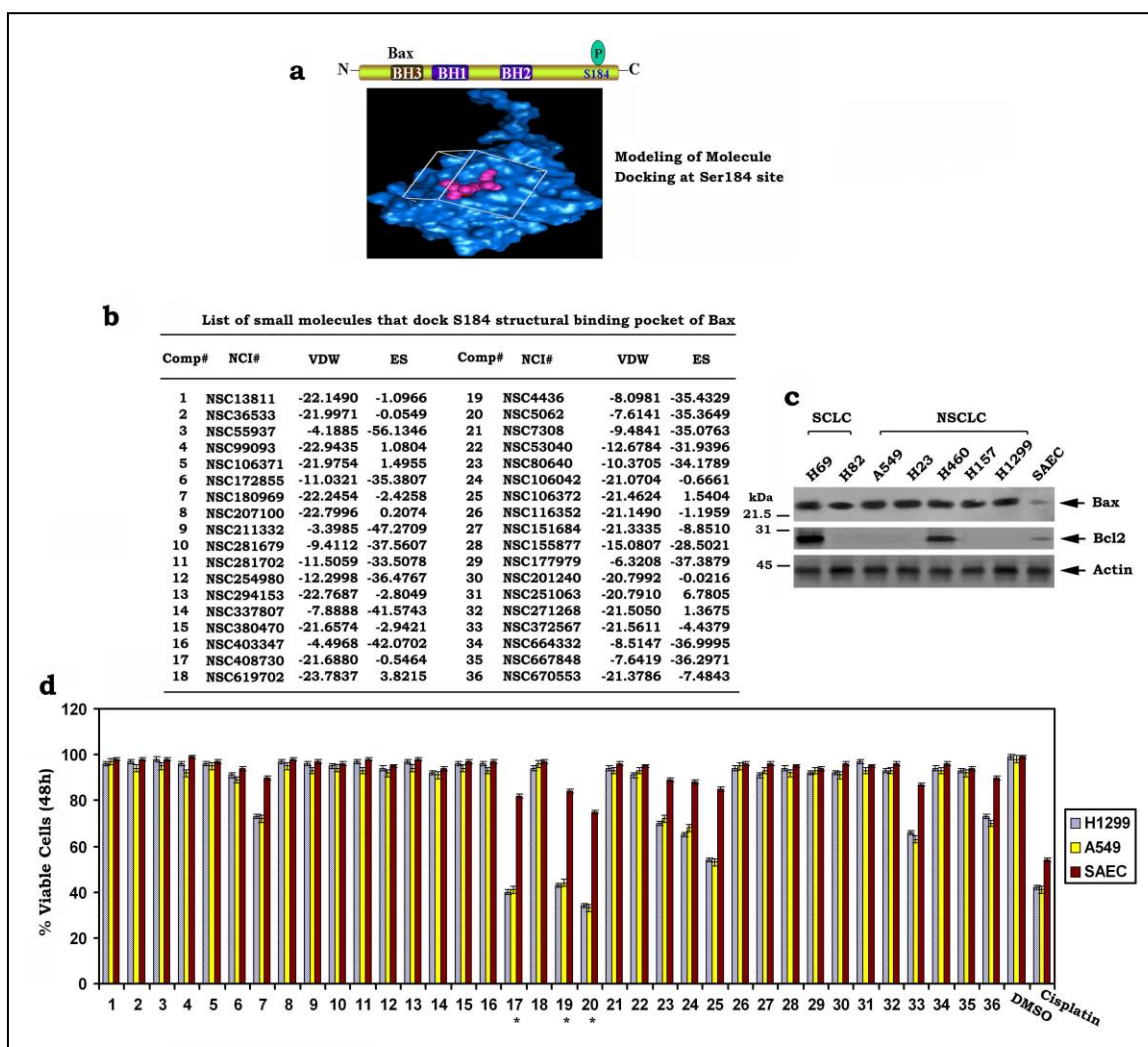 a
Bax
P
N
BH3 BH1 BH2 S184
C
Modeling of Molecule
Docking at Ser184 site
b
List of small molecules that dock S184 structural binding pocket of Bax
Comp# NCI# VDW ES Comp# NCI# VDW ES
1 NSC13811 -22.1490 -1.0966 19 NSC4436 -8.0981 -35.4329
2 NSC36533 -21.9971 -0.0549 20 NSC5062 -7.6141 -35.3649
3 NSC55937 -4.1885 -56.1346 21 NSC7308 -9.4841 -35.0763
4 NSC99093 -22.9435 1.0804 22 NSC53040 -12.6784 -31.9396
5 NSC106371 -21.9754 1.4955 23 NSC80640 -10.3705 -34.1789
6 NSC172855 -11.0321 -35.3807 24 NSC106042 -21.0704 -0.6661
7 NSC180969 -22.2454 -2.4258 25 NSC106372 -21.4624 1.5404
8 NSC207100 -22.7996 0.2074 26 NSC116352 -21.1490 -1.1959
9 NSC211332 -3.3985 -47.2709 27 NSC151684 -21.3335 -8.8510
10 NSC281679 -9.4112 -37.5607 28 NSC155877 -15.0807 -28.5021
11 NSC281702 -11.5059 -33.5078 29 NSC177979 -6.3208 -37.3879
12 NSC254980 -12.2998 -36.4767 30 NSC201240 -20.7992 -0.0216
13 NSC294153 -22.7687 -2.8049 31 NSC251063 -20.7910 6.7805
14 NSC337807 -7.8888 -41.5743 32 NSC271268 -21.5050 1.3675
15 NSC380470 -21.6574 -2.9421 33 NSC372567 -21.5611 -4.4379
16 NSC403347 -4.4968 -42.0702 34 NSC664332 -8.5147 -36.9995
17 NSC408730 -21.6880 -0.5464 35 NSC667848 -7.6419 -36.2971
18 NSC619702 -23.7837 3.8215 36 NSC670553 -21.3786 -7.4843
c
SCLC NSCLC
H69 H82 A549 H23 H460 H157 H1299 SAEC
kDa
21.5
31
45
Bax
Bcl2
Actin
d
% Viable Cells (48h)
120
100
80
60
40
20
0
1 2 3 4 5 6 7 8 9 10 11 12 13 14 15 16 17 18 19 20 21 22 23 24 25 26 27 28 29 30 31 32 33 34 35 36 DMSO Cisplatin
* * *
H1299
A549
SAEC